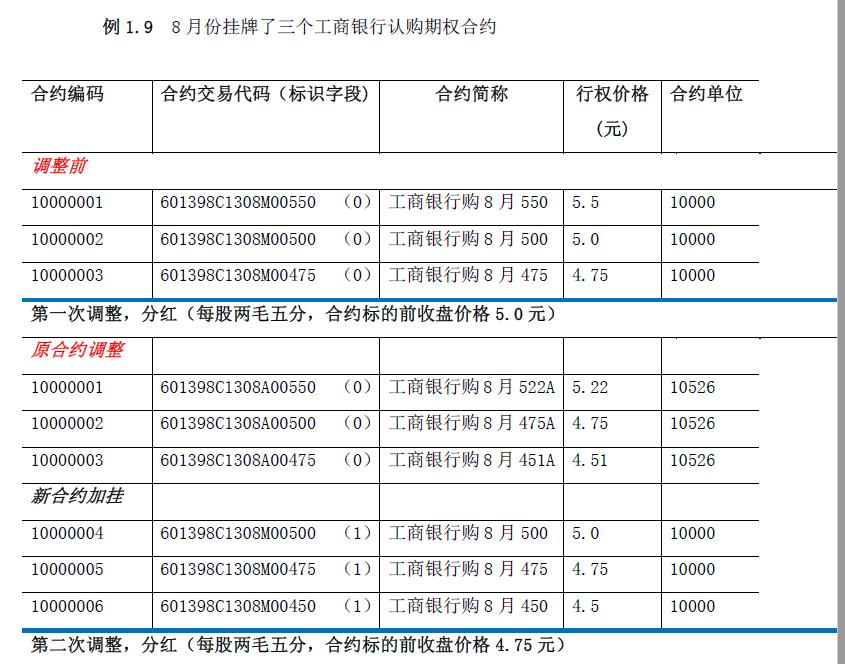 例 1.9 8 月份挂牌了三个工商银行认购期权合约
合约编码 合约交易代码（标识字段) 合约简称 行权价格 合约单位
(元)
调整前
10000001 601398C1308M00550 （0） 工商银行购 8 月 550 5.5 10000
10000002 601398C1308M00500 （0） 工商银行购 8 月 500 5.0 10000
10000003 601398C1308M00475 （0） 工商银行购 8 月 475 4.75 10000
第一次调整，分红（每股两毛五分，合约标的前收盘价格 5.0 元）
原合约调整
10000001 601398C1308A00550 （0） 工商银行购 8 月 522A 5.22 10526
10000002 601398C1308A00500 （0） 工商银行购 8 月 475A 4.75 10526
10000003 601398C1308A00475 （0） 工商银行购 8 月 451A 4.51 10526
新合约加挂
10000004 601398C1308M00500 （1） 工商银行购 8 月 500 5.0 10000
10000005 601398C1308M00475 （1） 工商银行购 8 月 475 4.75 10000
10000006 601398C1308M00450 （1） 工商银行购 8 月 450 4.5 10000
第二次调整，分红（每股两毛五分，合约标的前收盘价格 4.75 元）